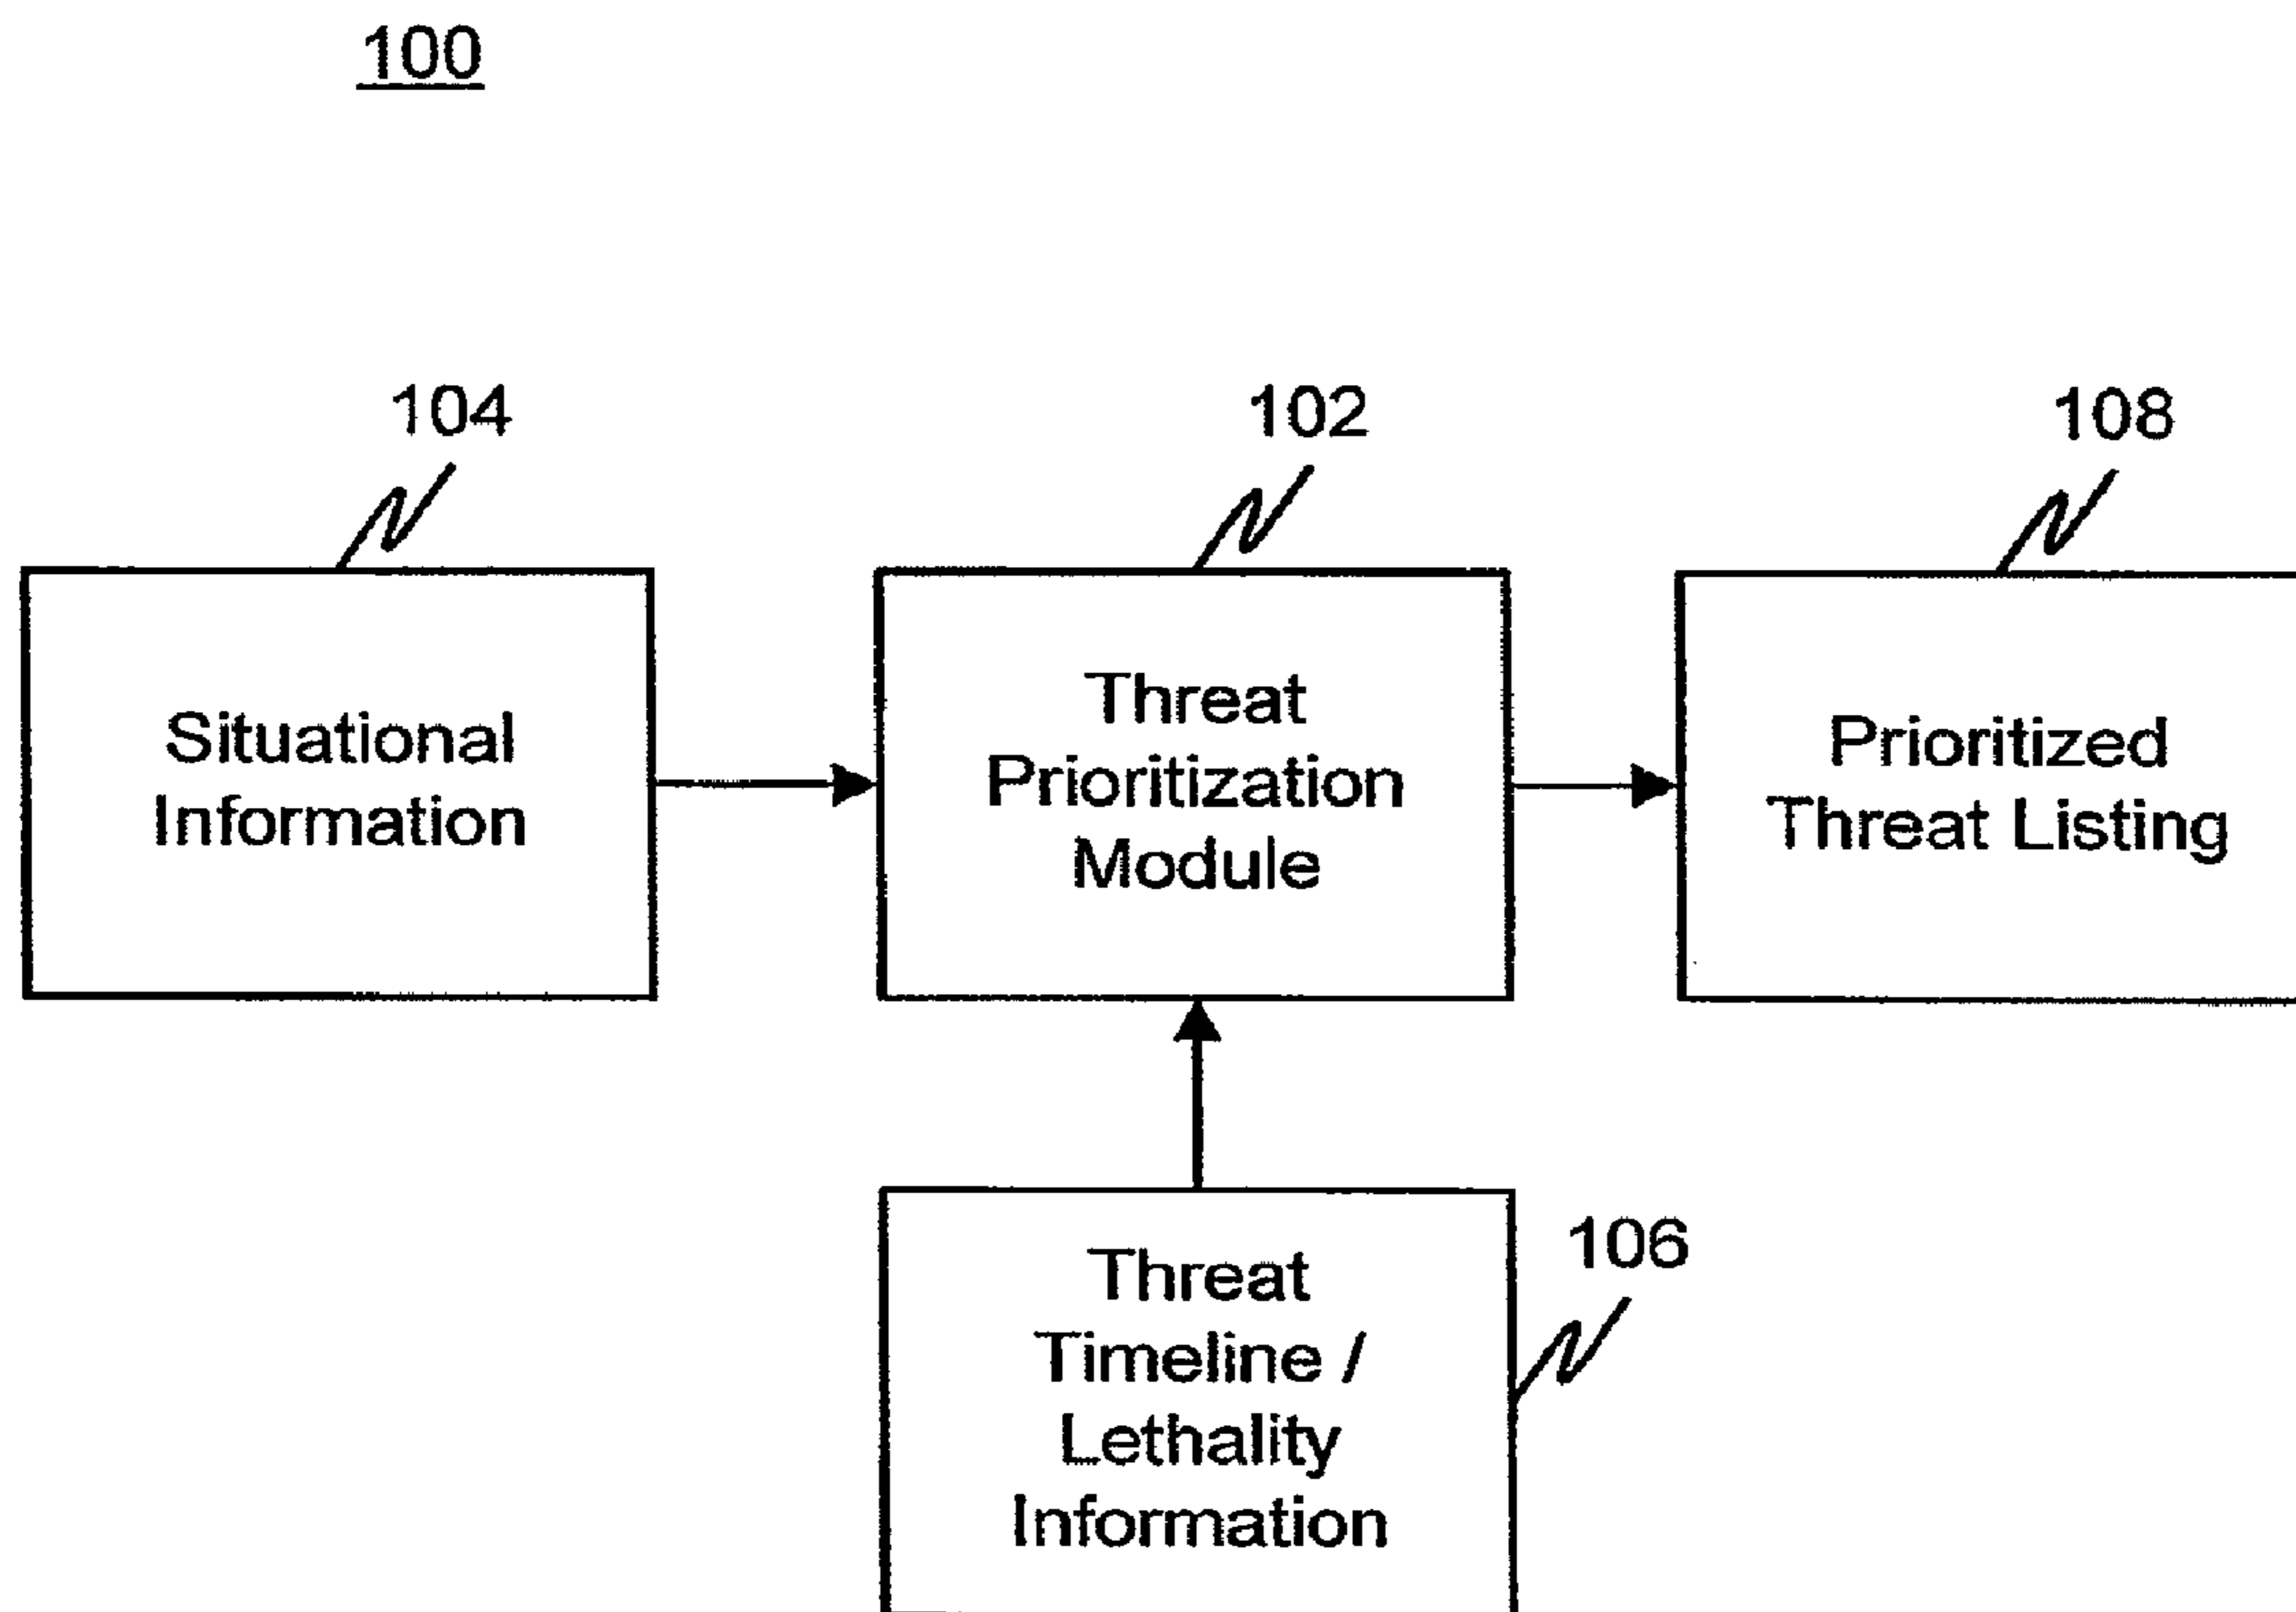 100
104
102
108
Situational
Information
Threat
Prioritization
Module
Prioritized
Threat Listing
106
Threat
Timeline /
Lethality
Information